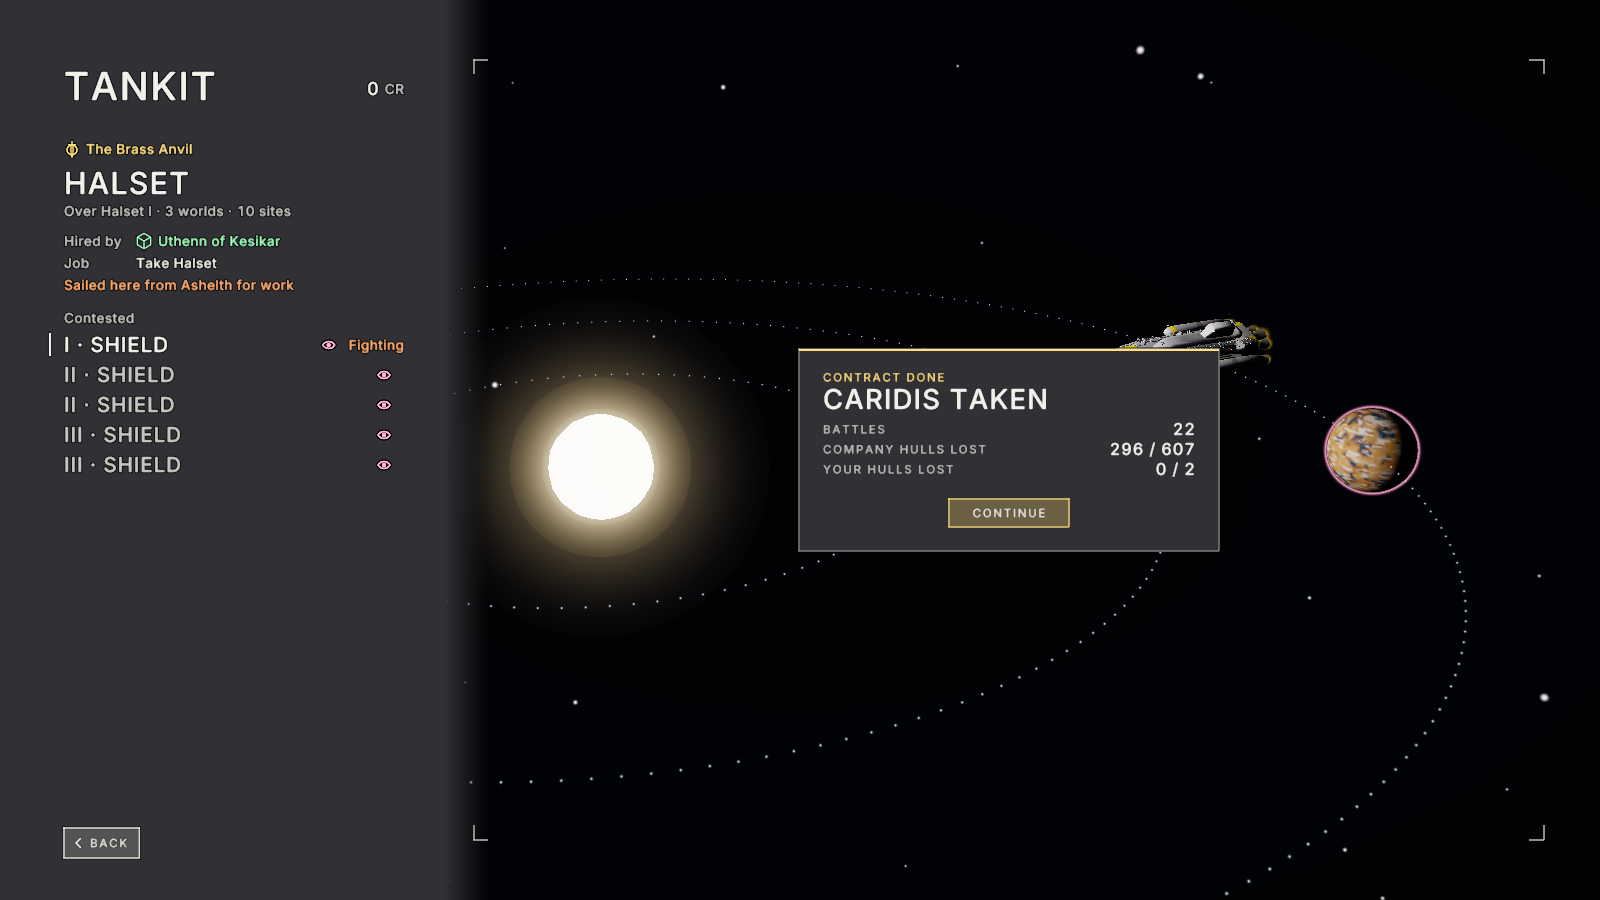 TANKIT
0 CR
The Brass Anvil
HALSET
Over Halset I · 3 worlds · 10 sites
Hired by Uthenn of Kesikar
Job Take Halset
Sailed here from Asheith for work
Contested
I · SHIELD Fighting
II · SHIELD
II · SHIELD
III · SHIELD
III · SHIELD
BACK
CONTRACT DONE
CARIDIS TAKEN
BATTLES 22
COMPANY HULLS LOST 296 / 607
YOUR HULLS LOST 0 / 2
CONTINUE